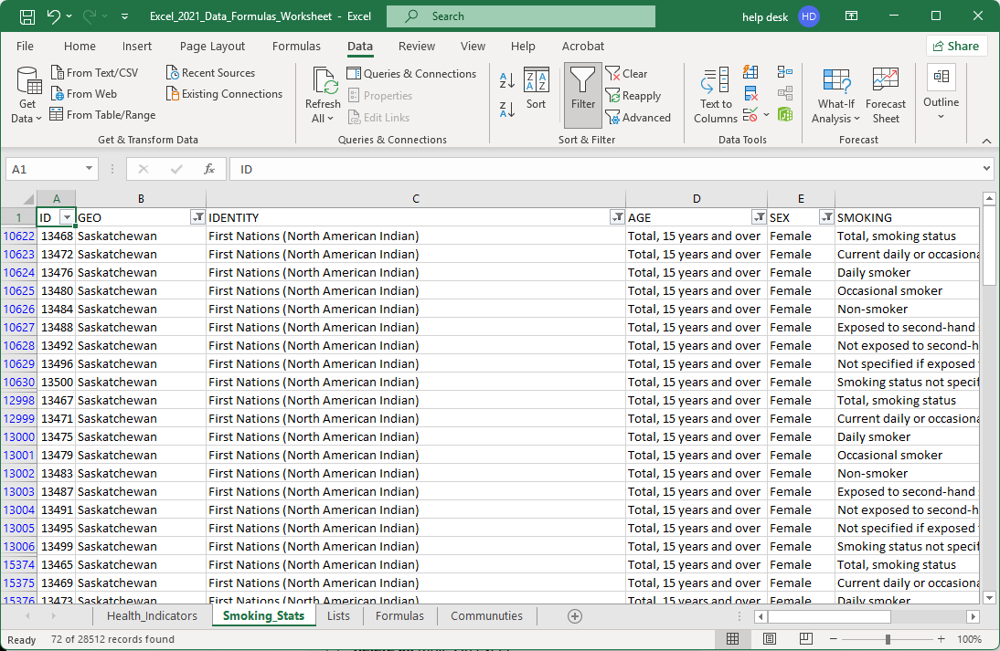 Excel_2021_Data_Formulas_Worksheet - Excel Search help desk HD
File Home Insert Page Layout Formulas Data Review View Help Acrobat Share
Get Data
From Text/CSV
From Web
From Table/Range
Recent Sources
Existing Connections
Get & Transform Data
Refresh All
Queries & Connections
Properties
Edit Links
Queries & Connections
Sort
Filter
Clear
Reapply
Advanced
Sort & Filter
Text to Columns
Data Tools
What-If Analysis
Forecast Sheet
Forecast
Outline
A1 fx ID
A B C D E
1 ID GEO IDENTITY AGE SEX SMOKING
10622 13468 Saskatchewan First Nations (North American Indian) Total, 15 years and over Female Total, smoking status
10623 13472 Saskatchewan First Nations (North American Indian) Total, 15 years and over Female Current daily or occasiona
10624 13476 Saskatchewan First Nations (North American Indian) Total, 15 years and over Female Daily smoker
10625 13480 Saskatchewan First Nations (North American Indian) Total, 15 years and over Female Occasional smoker
10626 13484 Saskatchewan First Nations (North American Indian) Total, 15 years and over Female Non-smoker
10627 13488 Saskatchewan First Nations (North American Indian) Total, 15 years and over Female Exposed to second-hand
10628 13492 Saskatchewan First Nations (North American Indian) Total, 15 years and over Female Not exposed to second-h
10629 13496 Saskatchewan First Nations (North American Indian) Total, 15 years and over Female Not specified if exposed
10630 13500 Saskatchewan First Nations (North American Indian) Total, 15 years and over Female Smoking status not specif
12998 13467 Saskatchewan First Nations (North American Indian) Total, 15 years and over Female Total, smoking status
12999 13471 Saskatchewan First Nations (North American Indian) Total, 15 years and over Female Current daily or occasiona
13000 13475 Saskatchewan First Nations (North American Indian) Total, 15 years and over Female Daily smoker
13001 13479 Saskatchewan First Nations (North American Indian) Total, 15 years and over Female Occasional smoker
13002 13483 Saskatchewan First Nations (North American Indian) Total, 15 years and over Female Non-smoker
13003 13487 Saskatchewan First Nations (North American Indian) Total, 15 years and over Female Exposed to second-hand
13004 13491 Saskatchewan First Nations (North American Indian) Total, 15 years and over Female Not exposed to second-h
13005 13495 Saskatchewan First Nations (North American Indian) Total, 15 years and over Female Not specified if exposed
13006 13499 Saskatchewan First Nations (North American Indian) Total, 15 years and over Female Smoking status not specif
15374 13465 Saskatchewan First Nations (North American Indian) Total, 15 years and over Female Total, smoking status
15375 13469 Saskatchewan First Nations (North American Indian) Total, 15 years and over Female Current daily or occasiona
15376 13473 Saskatchewan First Nations (North American Indian) Total, 15 years and over Female Daily smoker
Health_Indicators Smoking_Stats Lists Formulas Communuties
Ready 72 of 28512 records found 100%